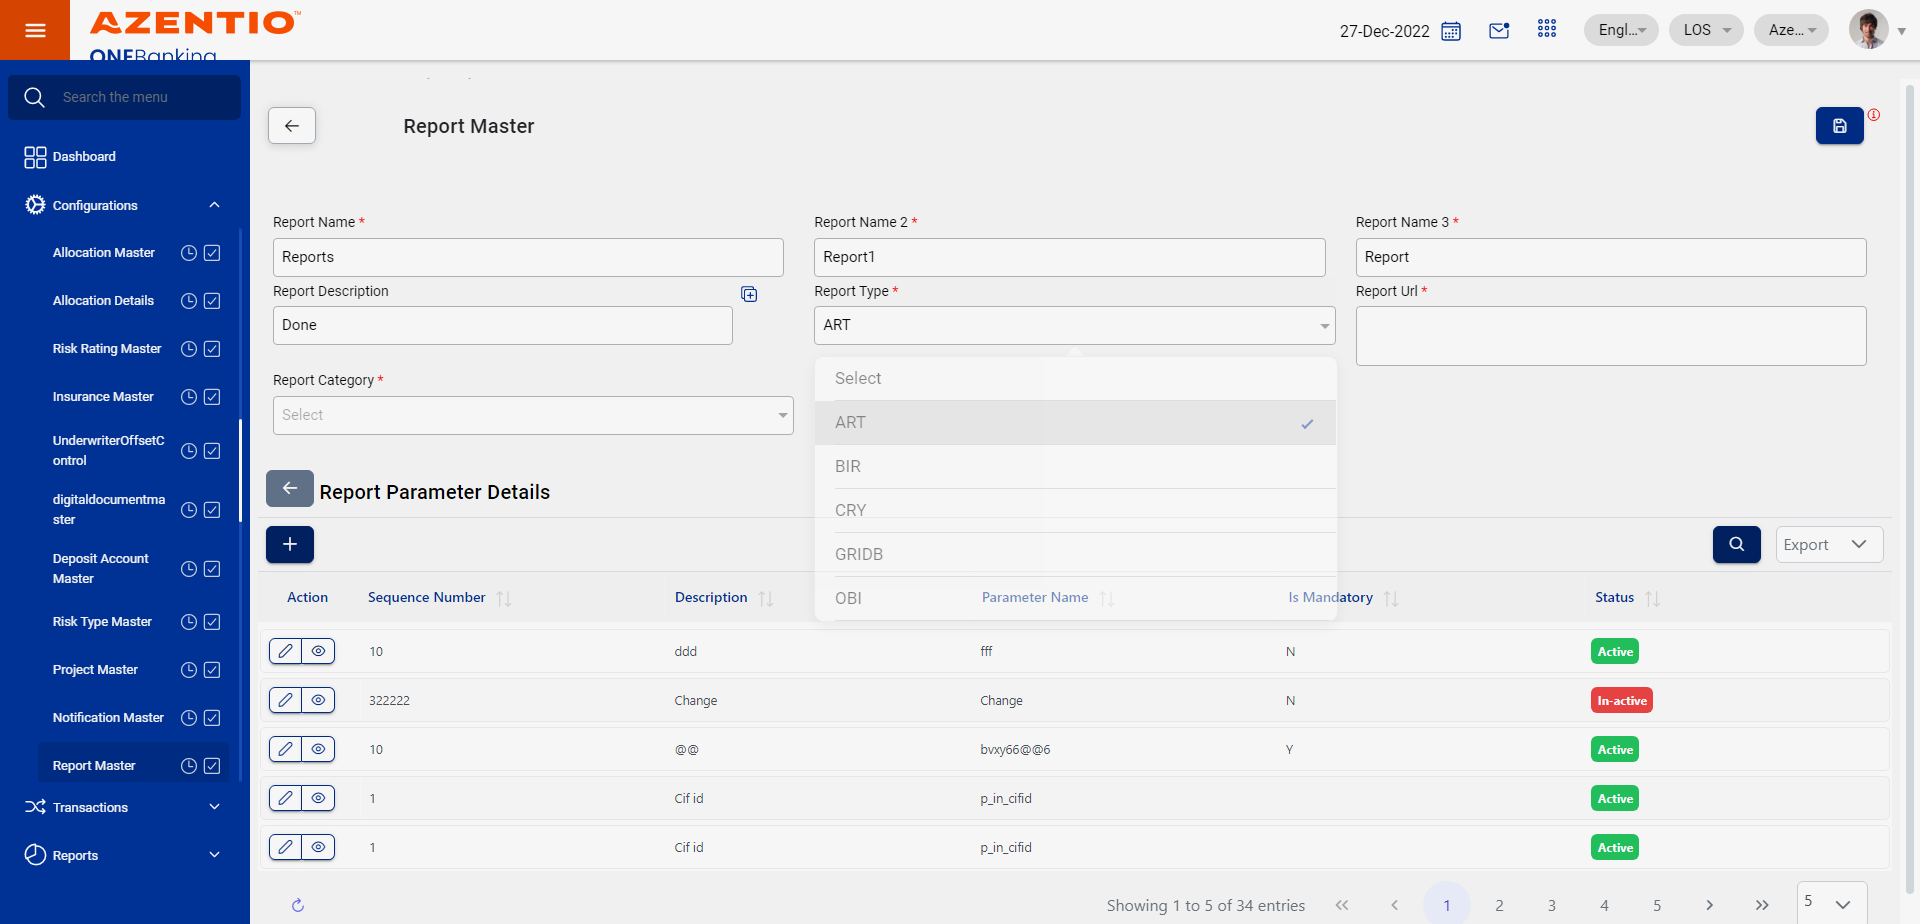 AZENTIO™
ONEBanking
27-Dec-2022
Engl...
LOS
Aze...
Search the menu
Dashboard
Configurations
Allocation Master
Allocation Details
Risk Rating Master
Insurance Master
UnderwriterOffsetC
ontrol
digitaldocumentma
ster
Deposit Account
Master
Risk Type Master
Project Master
Notification Master
Report Master
Transactions
Reports
Report Master
Report Name *
Report Name 2 *
Report Name 3 *
Reports
Report1
Report
Report Description
Report Type *
Report Url *
Done
ART
Report Category *
Select
Select
ART
BIR
CRY
GRIDB
OBI
Report Parameter Details
Export
Action Sequence Number Description Parameter Name Is Mandatory Status
10 ddd fff N Active
322222 Change Change N In-active
10 @@ bvxy66@@6 Y Active
1 Cif id p_in_cifid Active
1 Cif id p_in_cifid Active
Showing 1 to 5 of 34 entries
1 2 3 4 5
5